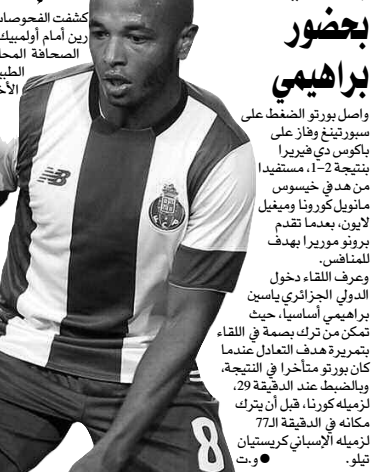 بحضور
براهيمي
واصل بورتو الضغط على
سبورتينغ وفاز على
باكوس دي فيريرا
بنتيجة 2-1، مستفيدا
من هدفي خيسوس
مانويل كورونا وميغيل
لايون، بعدما تقدم
برونو موريرا بهدف
للمنافس.
وعرف اللقاء دخول
الدولي الجزائري ياسين
براهيمي أساسيا، حيث
تمكن من ترك بصمة في اللقاء
بتمريرة هدف التعادل عندما
كان بورتو متأخرا في النتيجة،
وبالضبط عند الدقيقة 29،
لزميله كورنا، قبل أن يترك
مكانه في الدقيقة الـ77
لزميله الإسباني كريستيان
تيلو. ● و.ت
كشفت الفحوصات
رين أمام أولمبيك
الصحافة المحا
الطبي
الأخ
NB
F C P
8